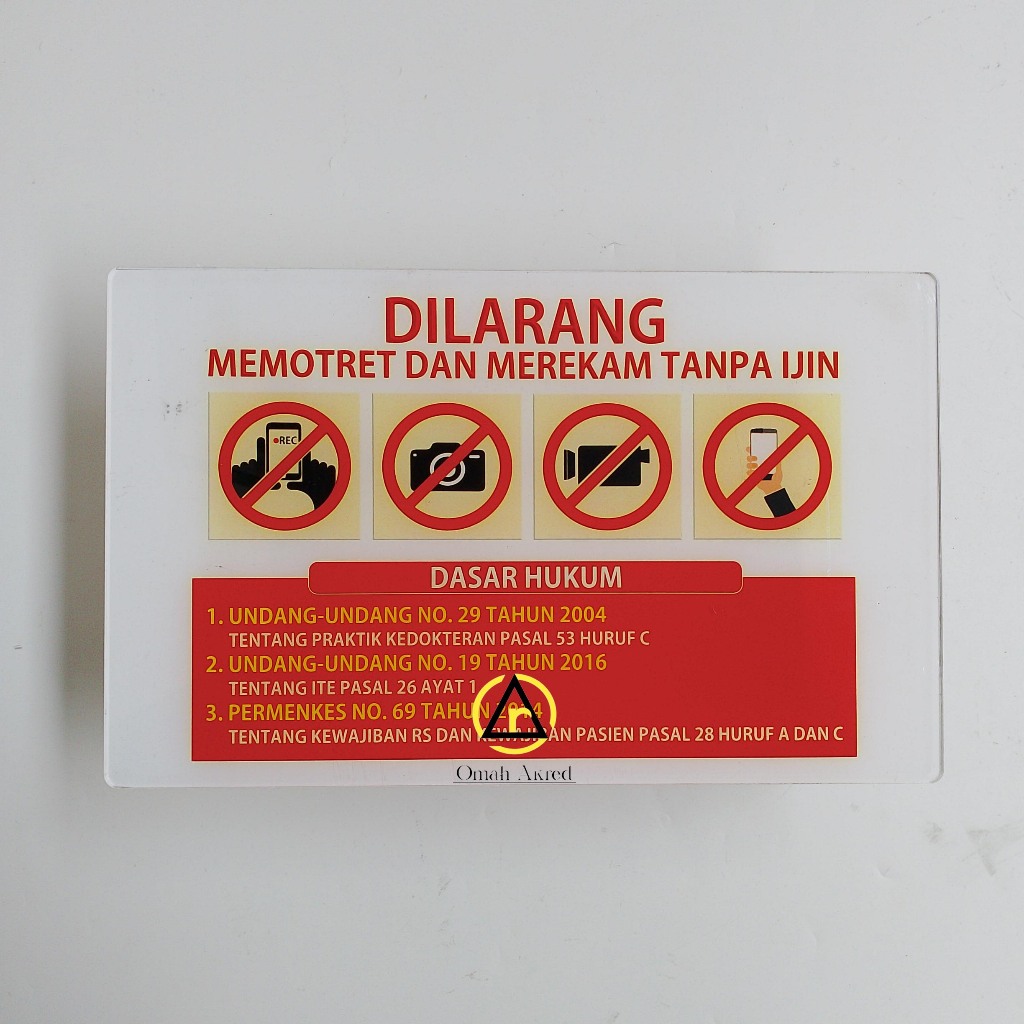 DILARANG
MEMOTRET DAN MEREKAM TANPA IJIN
REC
DASAR HUKUM
1. UNDANG-UNDANG NO. 29 TAHUN 2004
TENTANG PRAKTIK KEDOKTERAN PASAL 53 HURUF C
2. UNDANG-UNDANG NO. 19 TAHUN 2016
TENTANG ITE PASAL 26 AYAT 1
3. PERMENKES NO. 69 TAHUN 2014
TENTANG KEWAJIBAN RS DAN KEWAJIBAN PASIEN PASAL 28 HURUF A DAN C
Omah Akred